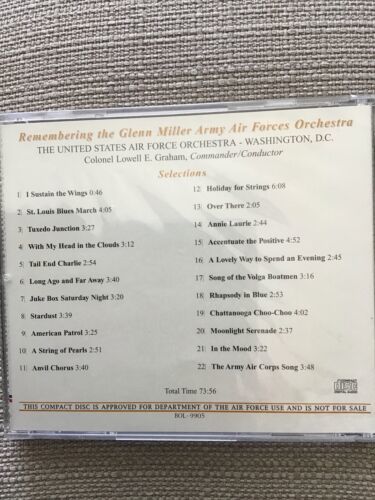 Remembering the Glenn Miller Army Air Forces Orchestra
THE UNITED STATES AIR FORCE ORCHESTRA - WASHINGTON, D.C.
Colonel Lowell E. Graham, Commander/Conductor
Selections
1| I Sustain the Wings 0:46
2| St. Louis Blues March 4:05
3| Tuxedo Junction 3:27
4| With My Head in the Clouds 3:12
5| Tail End Charlie 2:54
6| Long Ago and Far Away 3:40
7| Juke Box Saturday Night 3:20
8| Stardust 3:39
9| American Patrol 3:25
10| A String of Pearls 2:51
11| Anvil Chorus 3:40
12| Holiday for Strings 6:08
13| Over There 2:05
14| Annie Laurie 2:44
15| Accentuate the Positive 4:52
16| A Lovely Way to Spend an Evening 2:45
17| Song of the Volga Boatmen 3:16
18| Rhapsody in Blue 2:53
19| Chattanooga Choo-Choo 4:02
20| Moonlight Serenade 2:37
21| In the Mood 3:22
22| The Army Air Corps Song 3:48
Total Time 73:56
COMPACT
disc
DIGITAL AUDIO
THIS COMPACT DISC IS APPROVED FOR DEPARTMENT OF THE AIR FORCE USE AND IS NOT FOR SALE
BOL-9905